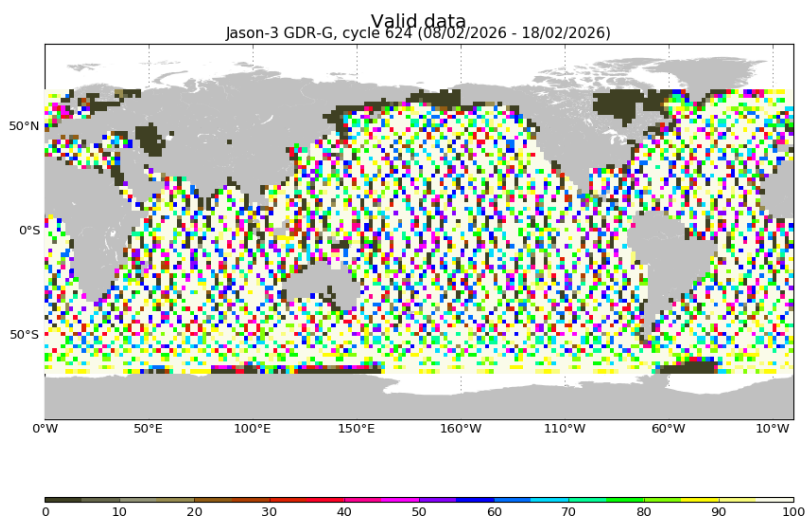 Valid data
Jason-3 GDR-G, cycle 624 (08/02/2026 - 18/02/2026)
50°N
0°S
50°S
0°W 50°E 100°E 150°E 160°W 110°W 60°W 10°W
0 10 20 30 40 50 60 70 80 90 100